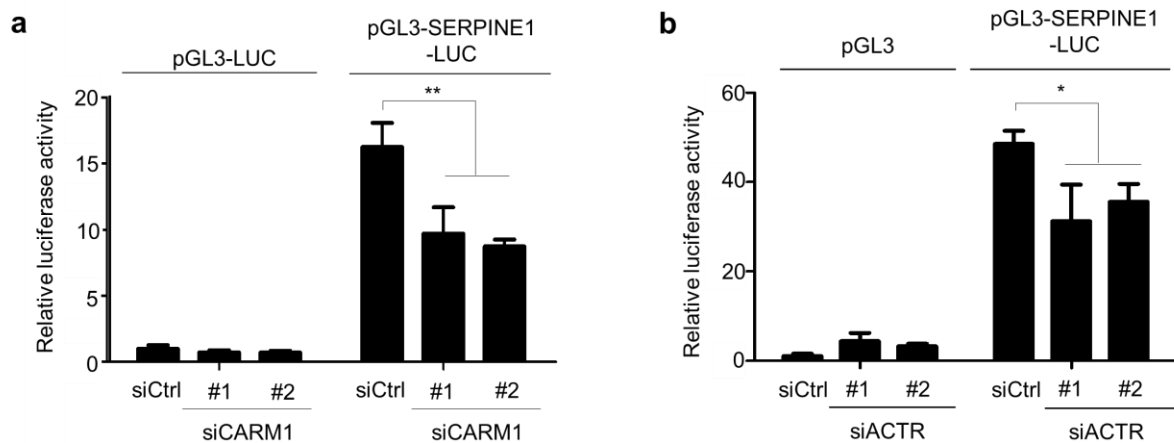 a
pGL3-LUC
pGL3-SERPINE1
-LUC
**
Relative luciferase activity
20
15
10
5
0
siCtrl #1 #2 siCtrl #1 #2
siCARM1 siCARM1
b
pGL3
pGL3-SERPINE1
-LUC
*
Relative luciferase activity
60
40
20
0
siCtrl #1 #2 siCtrl #1 #2
siACTR siACTR